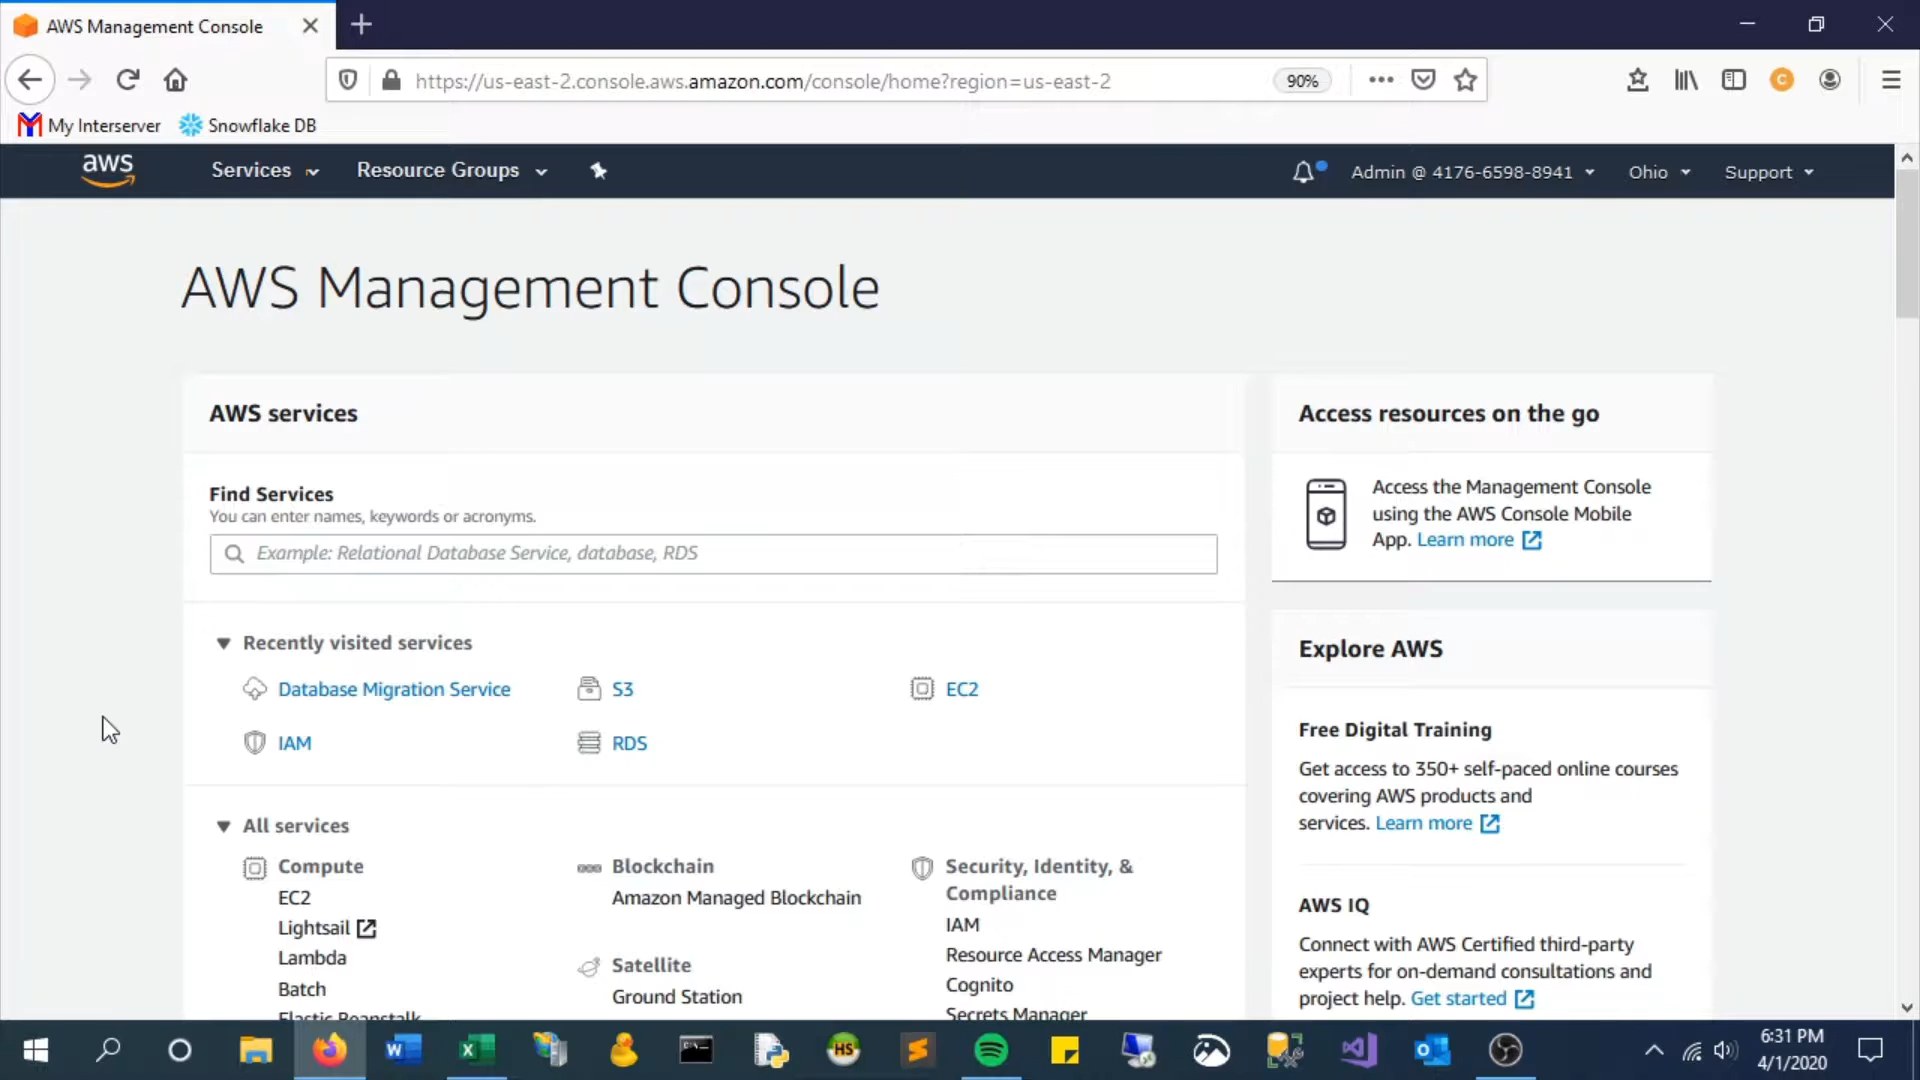 AWS Management Console
https://us-east-2.console.aws.amazon.com/console/home?region=us-east-2
90%
My Interserver
Snowflake DB
aws
Services
Resource Groups
Admin @ 4176-6598-8941
Ohio
Support
AWS Management Console
AWS services
Find Services
You can enter names, keywords or acronyms.
Example: Relational Database Service, database, RDS
Recently visited services
Database Migration Service
S3
EC2
IAM
RDS
All services
Compute
EC2
Lightsail
Lambda
Batch
Elastic Beanstalk
Blockchain
Amazon Managed Blockchain
Satellite
Ground Station
Security, Identity, &
Compliance
IAM
Resource Access Manager
Cognito
Secrets Manager
Access resources on the go
Access the Management Console
using the AWS Console Mobile
App. Learn more
Explore AWS
Free Digital Training
Get access to 350+ self-paced online courses
covering AWS products and
services. Learn more
AWS IQ
Connect with AWS Certified third-party
experts for on-demand consultations and
project help. Get started
HS
6:31 PM
4/1/2020